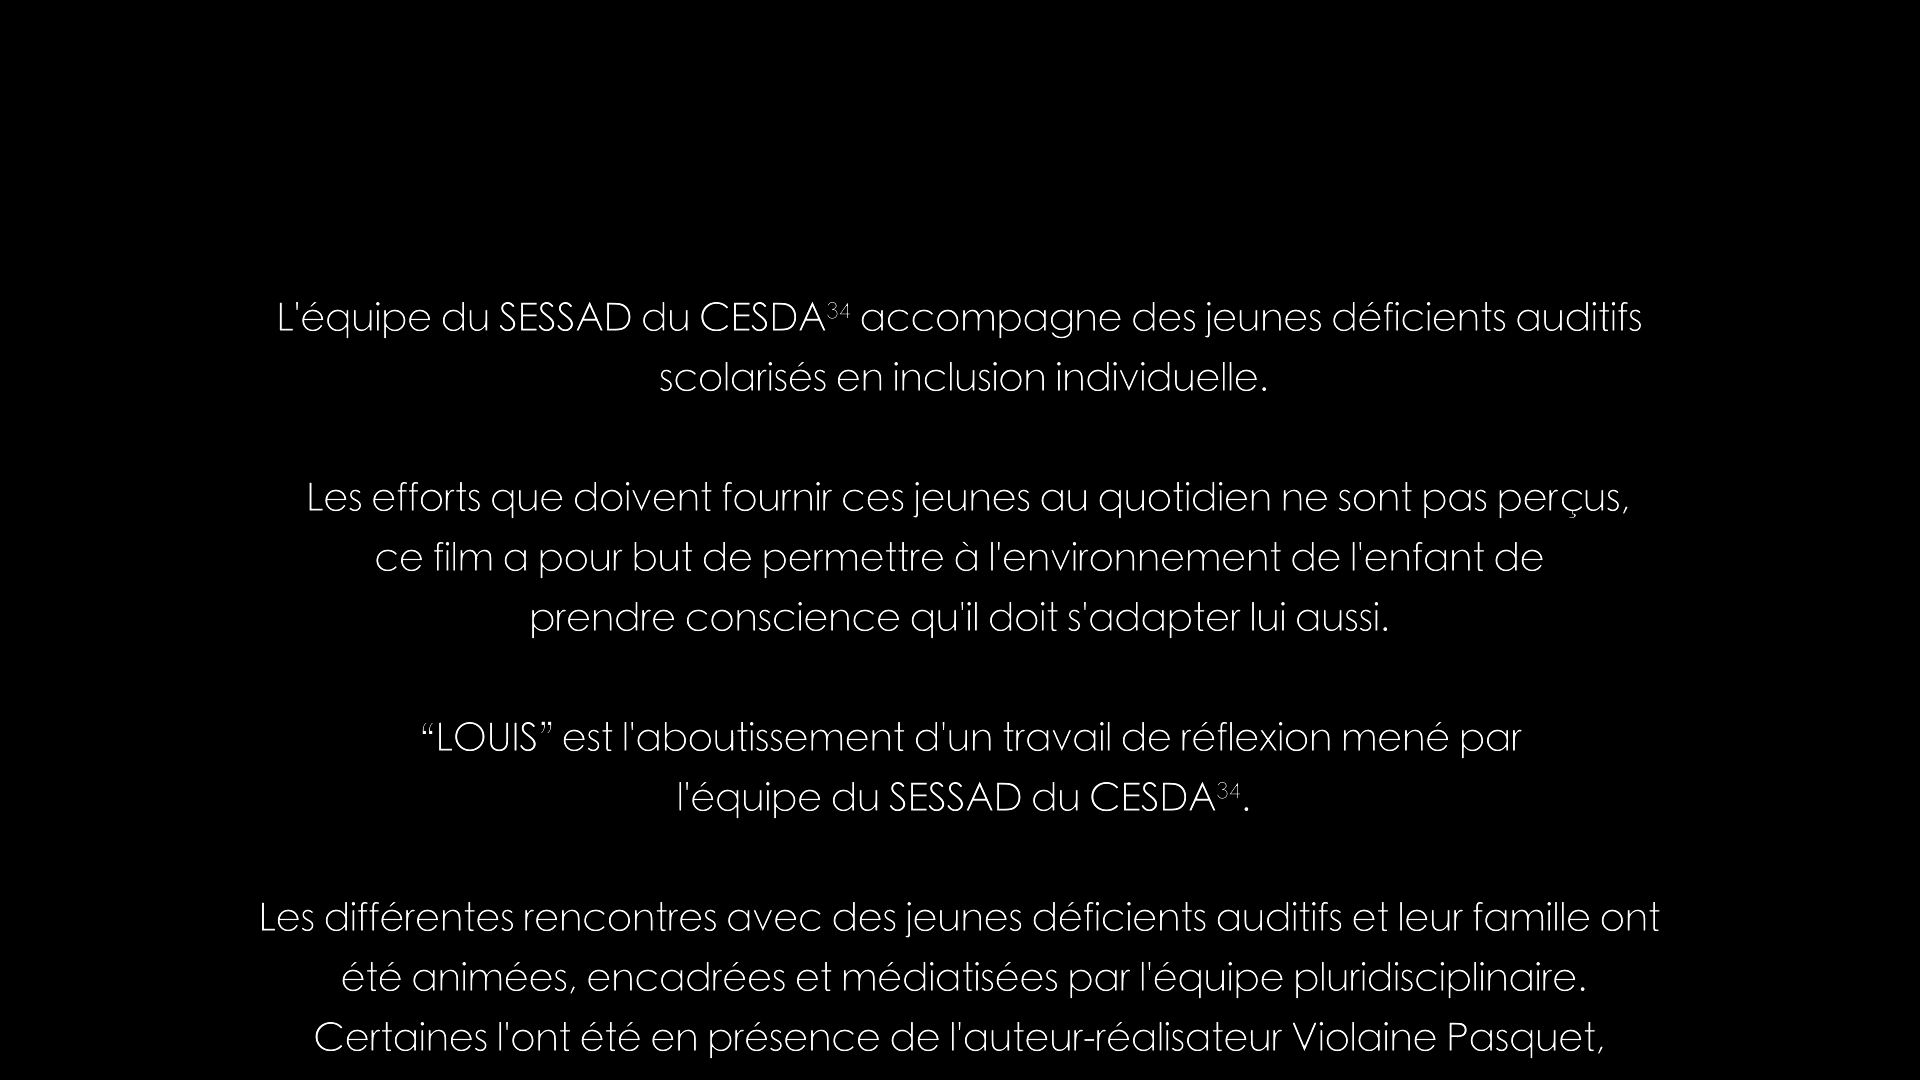 L'équipe du SESSAD du CESDA³⁴ accompagne des jeunes déficients auditifs
scolarisés en inclusion individuelle.
Les efforts que doivent fournir ces jeunes au quotidien ne sont pas perçus,
ce film a pour but de permettre à l'environnement de l'enfant de
prendre conscience qu'il doit s'adapter lui aussi.
“LOUIS” est l'aboutissement d'un travail de réflexion mené par
l'équipe du SESSAD du CESDA³⁴.
Les différentes rencontres avec des jeunes déficients auditifs et leur famille ont
été animées, encadrées et médiatisées par l'équipe pluridisciplinaire.
Certaines l'ont été en présence de l'auteur-réalisateur Violaine Pasquet,